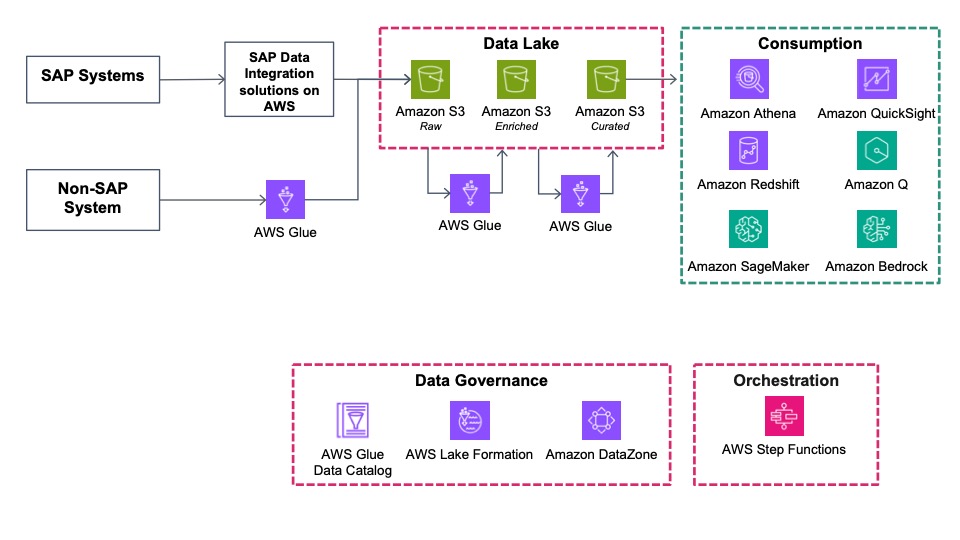 SAP Systems
SAP Data
Integration
solutions on
AWS
Non-SAP
System
AWS Glue
Data Lake
Amazon S3
Raw
Amazon S3
Enriched
Amazon S3
Curated
AWS Glue
AWS Glue
Consumption
Amazon Athena
Amazon QuickSight
Amazon Redshift
Amazon Q
Amazon SageMaker
Amazon Bedrock
Data Governance
AWS Glue
Data Catalog
AWS Lake Formation
Amazon DataZone
Orchestration
AWS Step Functions